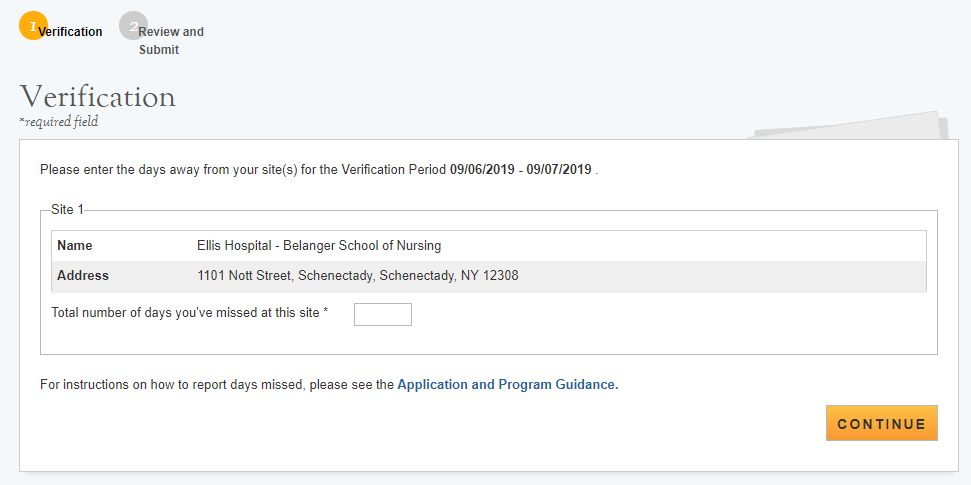 1 Verification
2 Review and
Submit
Verification
*required field
Please enter the days away from your site(s) for the Verification Period 09/06/2019 - 09/07/2019 .
Site 1
Name Ellis Hospital - Belanger School of Nursing
Address 1101 Nott Street, Schenectady, Schenectady, NY 12308
Total number of days you've missed at this site *
For instructions on how to report days missed, please see the Application and Program Guidance.
CONTINUE